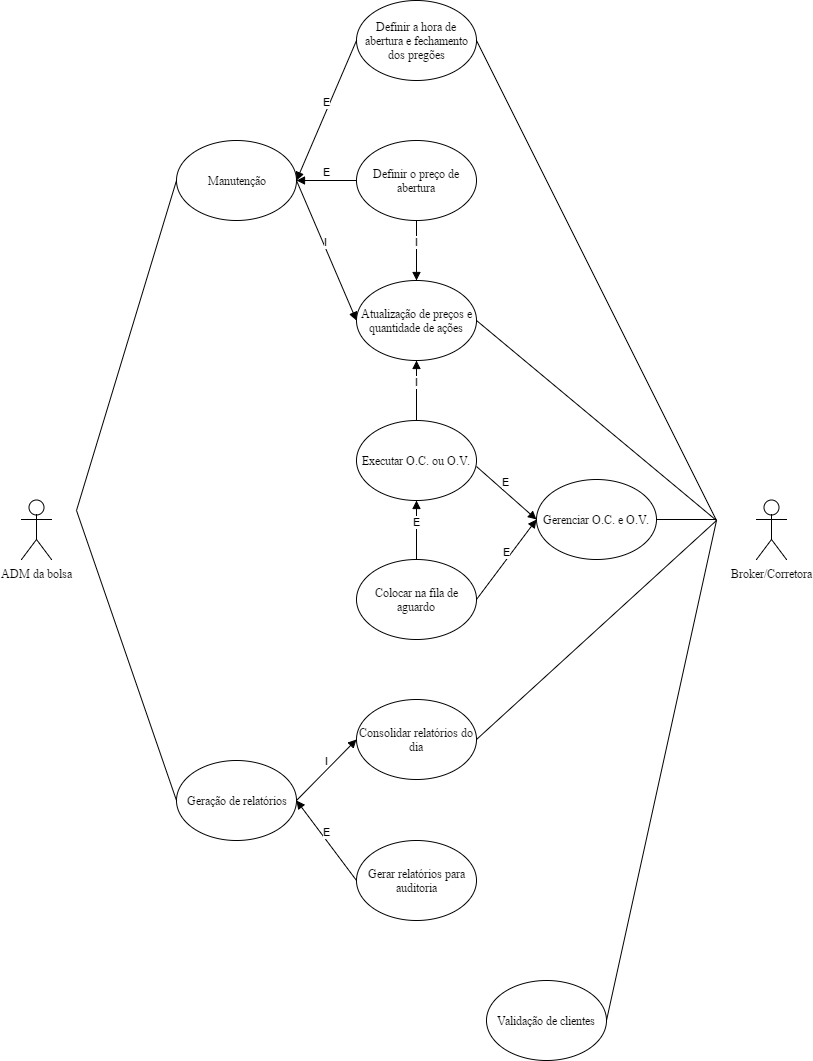 Definir a hora de
abertura e fechamento
dos pregões
E
Manutenção
E
Definir o preço de
abertura
I
I
Atualização de preços e
quantidade de ações
I
Executar O.C. ou O.V.
E
E
Gerenciar O.C. e O.V.
E
ADM da bolsa
Broker/Corretora
Colocar na fila de
aguardo
Consolidar relatórios do
dia
I
Geração de relatórios
E
Gerar relatórios para
auditoria
Validação de clientes